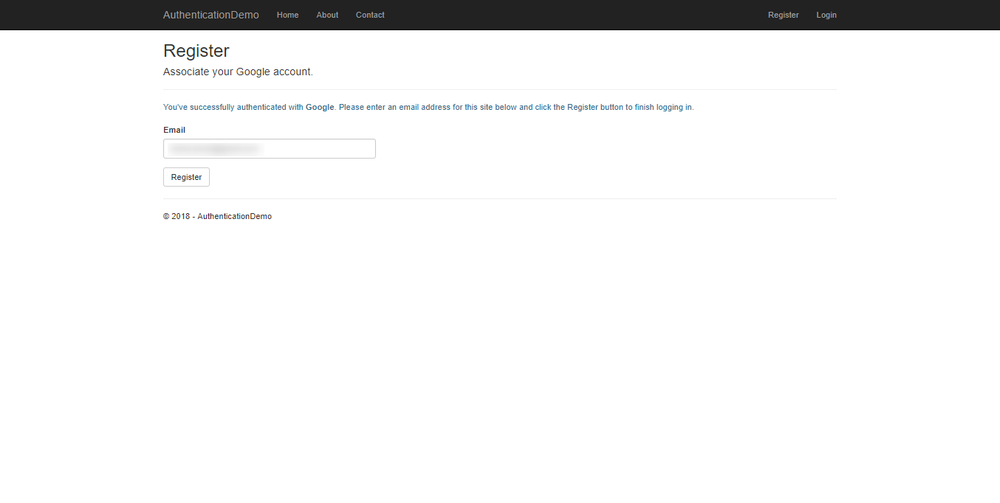 AuthenticationDemo Home About Contact Register Login
Register
Associate your Google account.
You've successfully authenticated with Google. Please enter an email address for this site below and click the Register button to finish logging in.
Email
Register
© 2018 - AuthenticationDemo